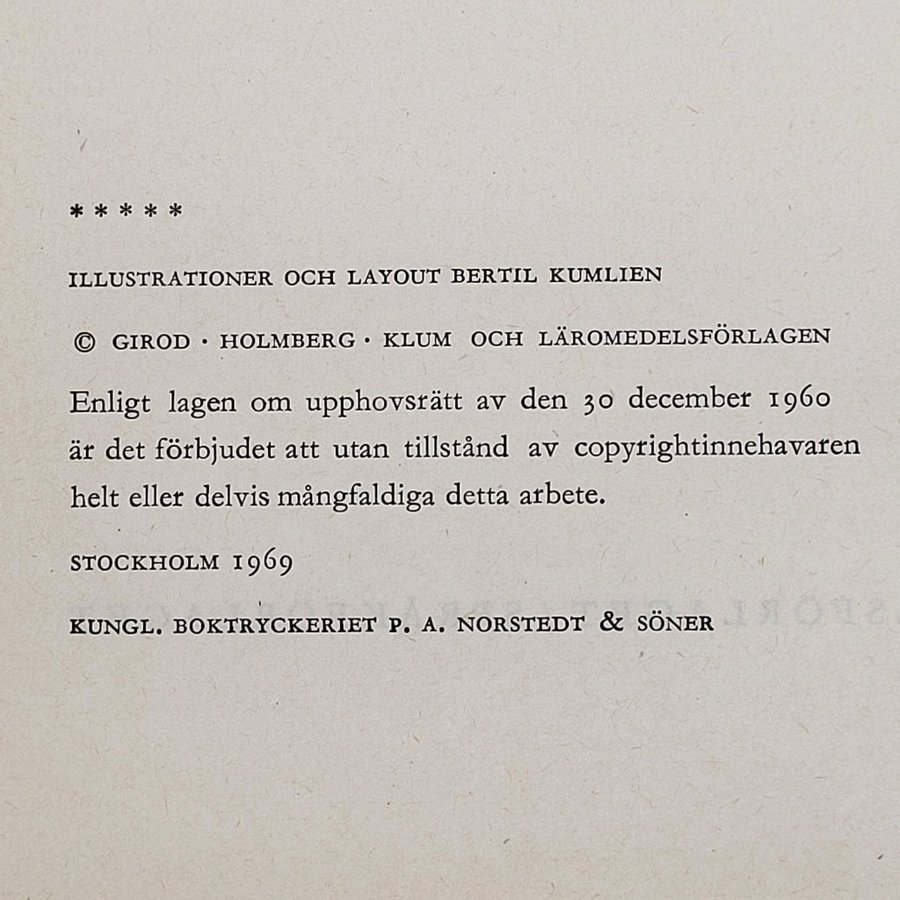 * * * * *
ILLUSTRATIONER OCH LAYOUT BERTIL KUMLIEN
© GIROD · HOLMBERG · KLUM OCH LÄROMEDELSFÖRLAGEN
Enligt lagen om upphovsrätt av den 30 december 1960
är det förbjudet att utan tillstånd av copyrightinnehavaren
helt eller delvis mångfaldiga detta arbete.
STOCKHOLM 1969
KUNGL. BOKTRYCKERIET P. A. NORSTEDT & SÖNER